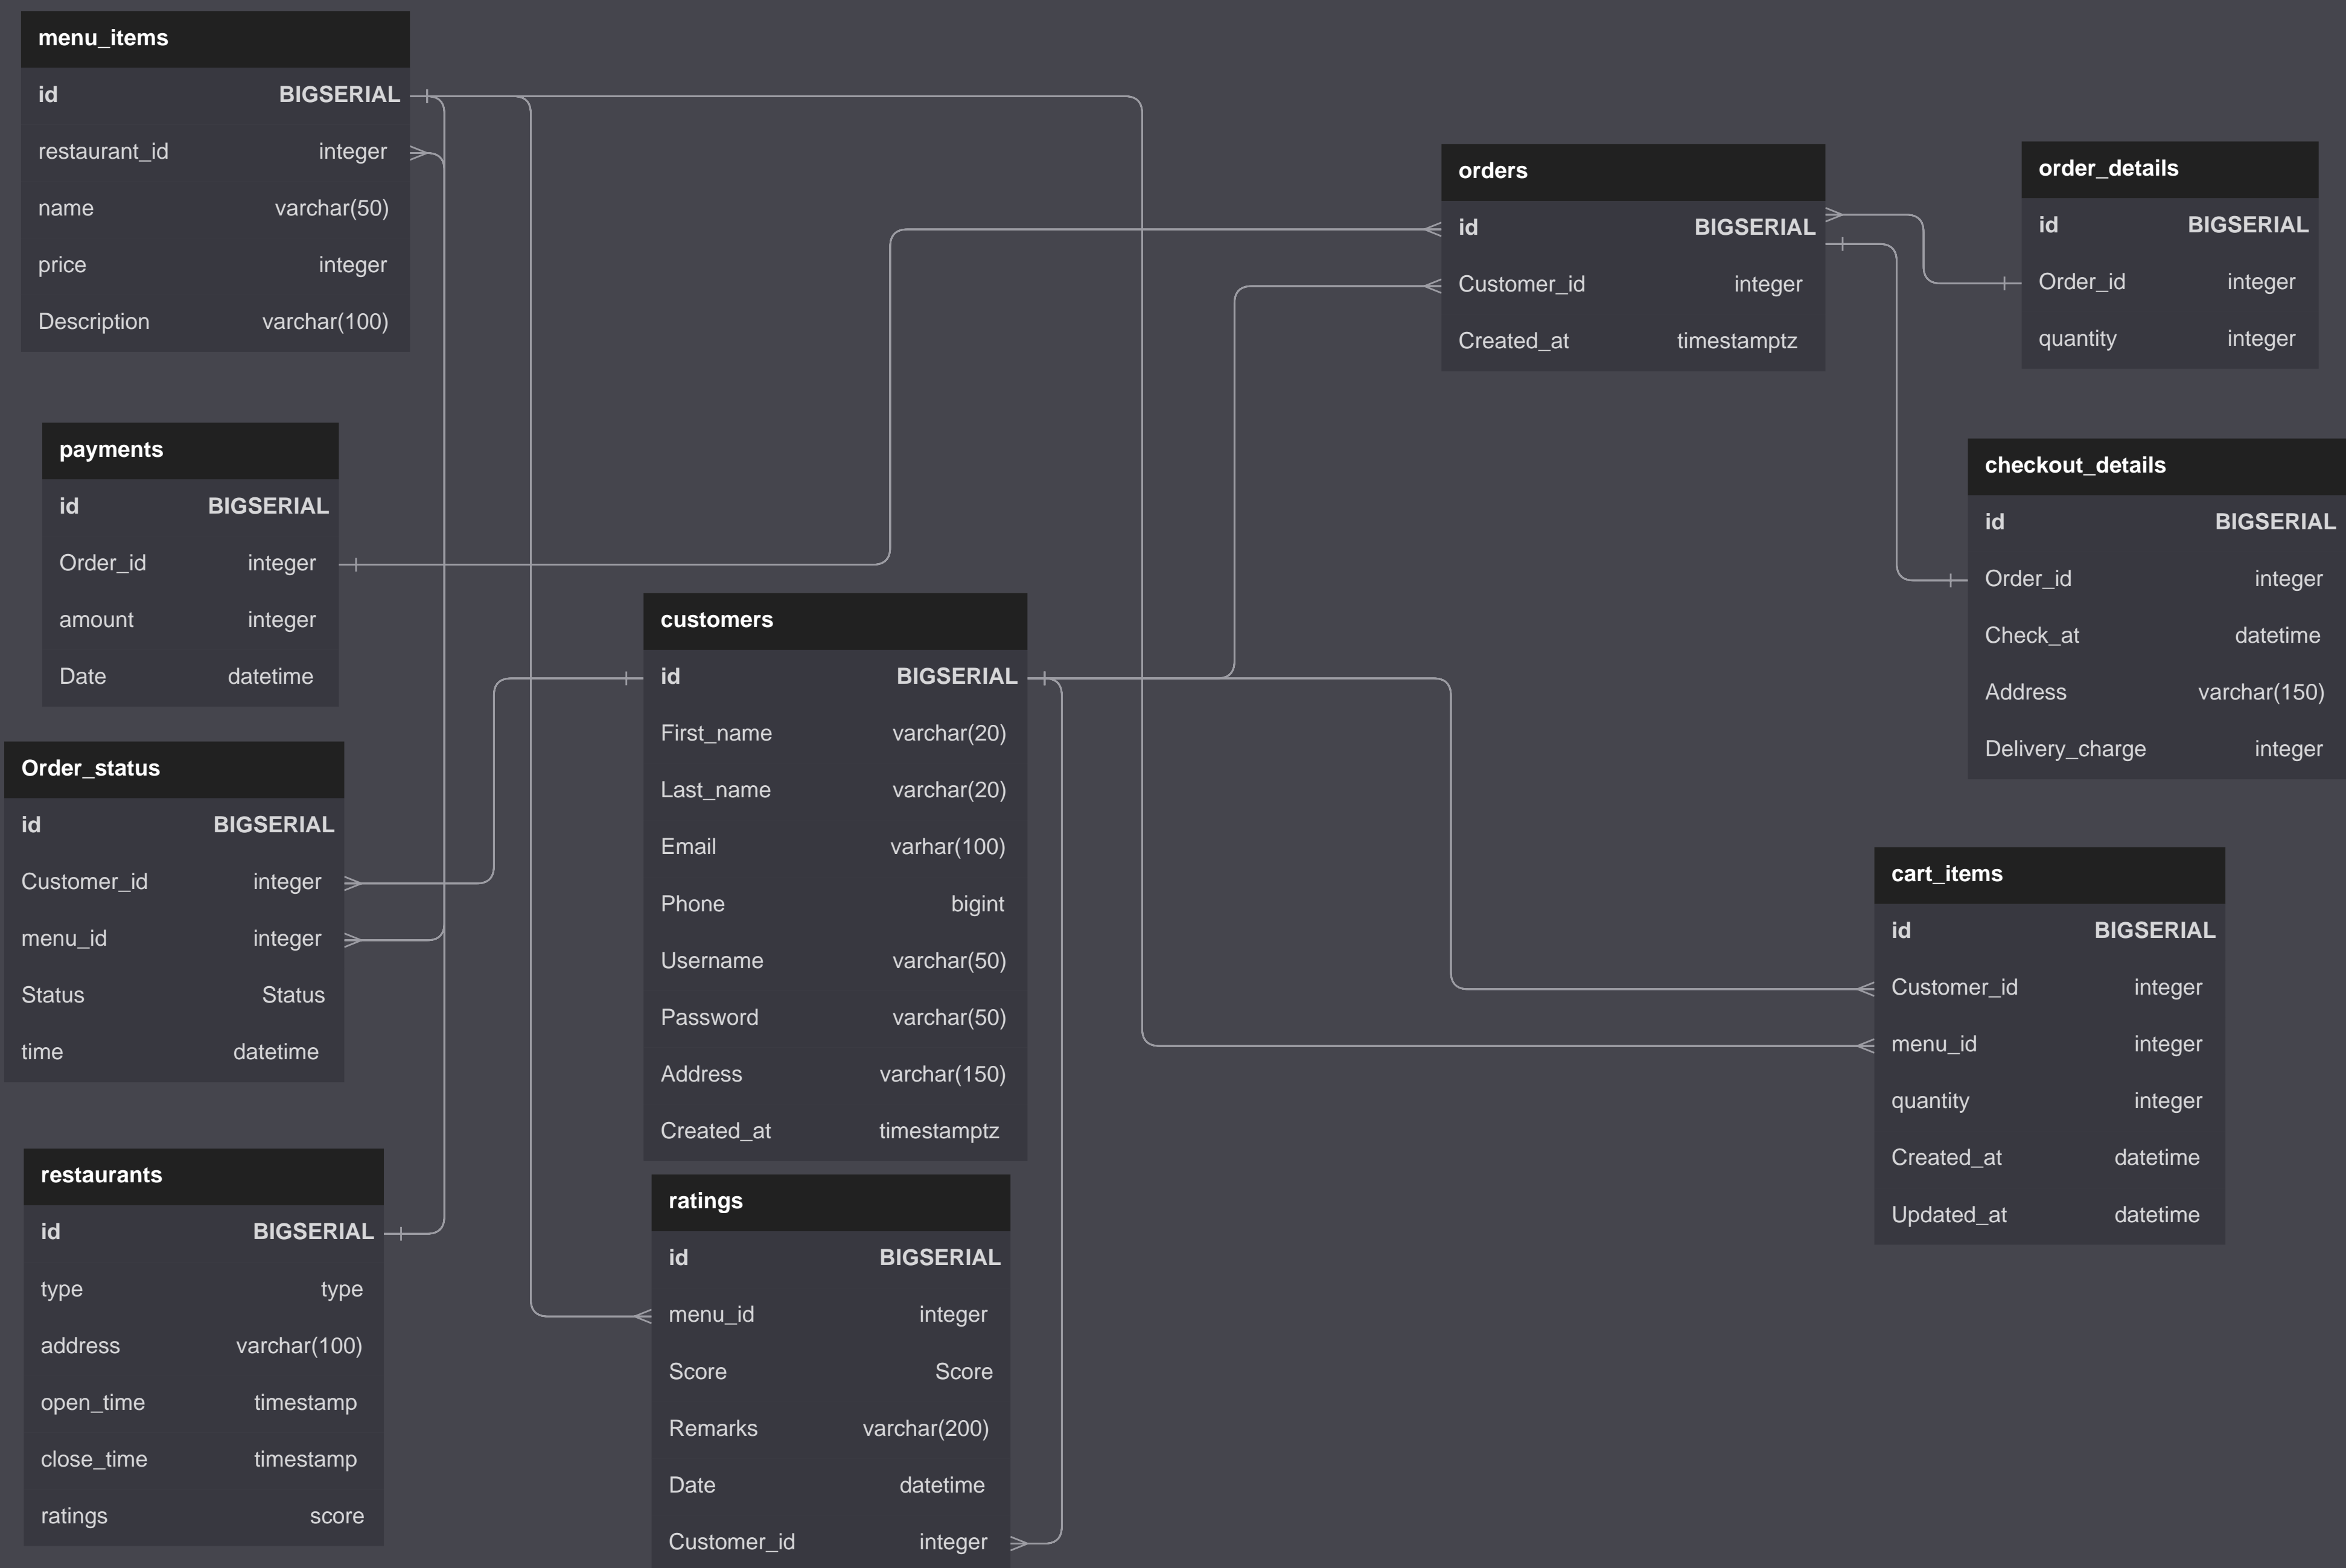 menu_items
id BIGSERIAL
restaurant_id integer
name varchar(50)
price integer
Description varchar(100)
payments
id BIGSERIAL
Order_id integer
amount integer
Date datetime
Order_status
id BIGSERIAL
Customer_id integer
menu_id integer
Status Status
time datetime
restaurants
id BIGSERIAL
type type
address varchar(100)
open_time timestamp
close_time timestamp
ratings score
customers
id BIGSERIAL
First_name varchar(20)
Last_name varchar(20)
Email varhar(100)
Phone bigint
Username varchar(50)
Password varchar(50)
Address varchar(150)
Created_at timestamptz
ratings
id BIGSERIAL
menu_id integer
Score Score
Remarks varchar(200)
Date datetime
Customer_id integer
orders
id BIGSERIAL
Customer_id integer
Created_at timestamptz
order_details
id BIGSERIAL
Order_id integer
quantity integer
checkout_details
id BIGSERIAL
Order_id integer
Check_at datetime
Address varchar(150)
Delivery_charge integer
cart_items
id BIGSERIAL
Customer_id integer
menu_id integer
quantity integer
Created_at datetime
Updated_at datetime